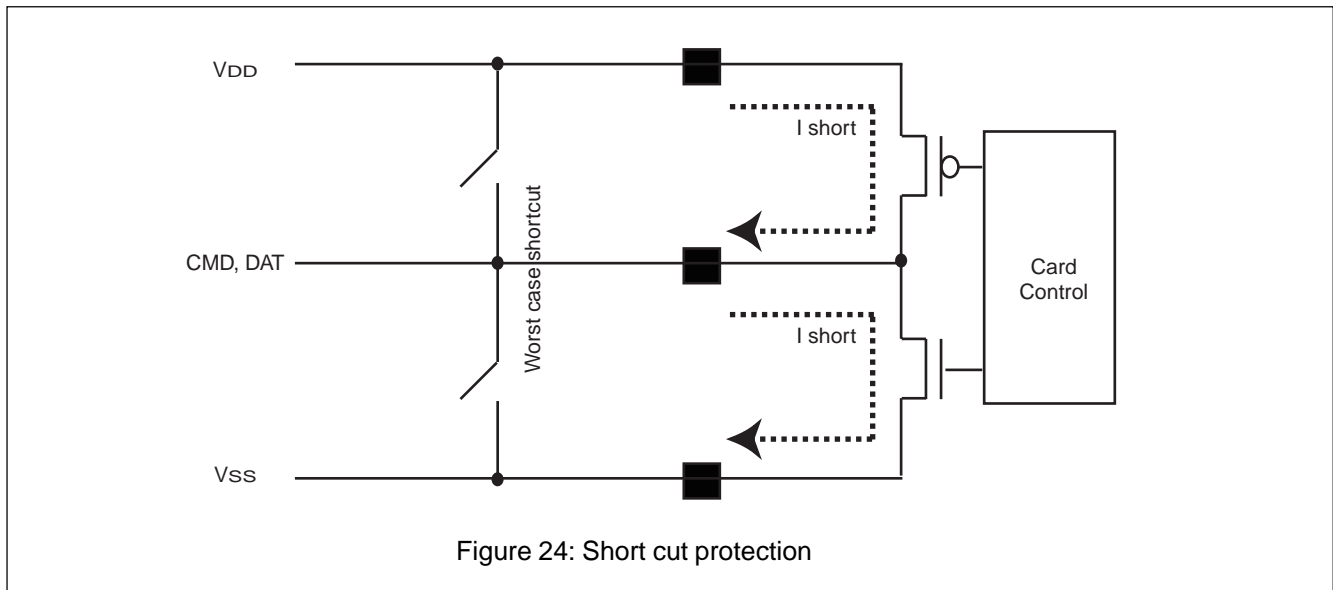 VDD
I short
Worst case shortcut
CMD, DAT
Card
Control
I short
VSS
Figure 24: Short cut protection